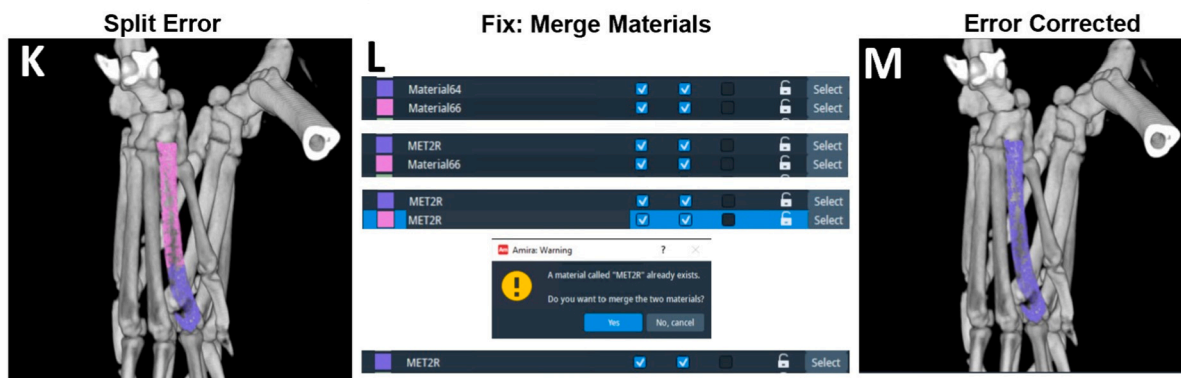 Split Error
Fix: Merge Materials
Error Corrected
K
L
M
Material64 Select
Material66 Select
MET2R Select
Material66 Select
MET2R Select
MET2R Select
Am Amira: Warning ? ×
A material called "MET2R" already exists.
Do you want to merge the two materials?
Yes No, cancel
MET2R Select